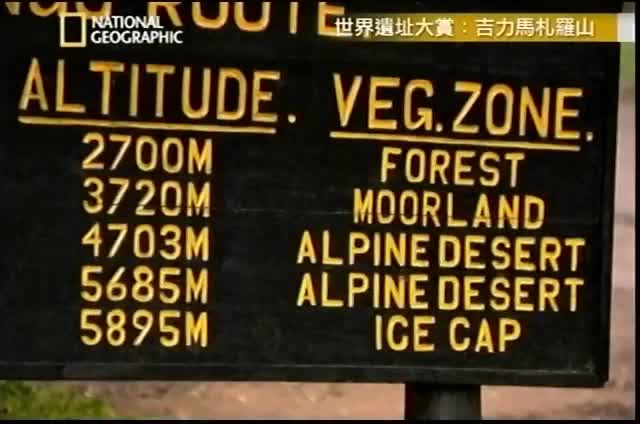 ROUTE
NATIONAL
GEOGRAPHIC
世界遺址大賞：吉力馬札羅山
ALTITUDE. VEG. ZONE.
2700M FOREST
3720M MOORLAND
4703M ALPINE DESERT
5685M ALPINE DESERT
5895M ICE CAP